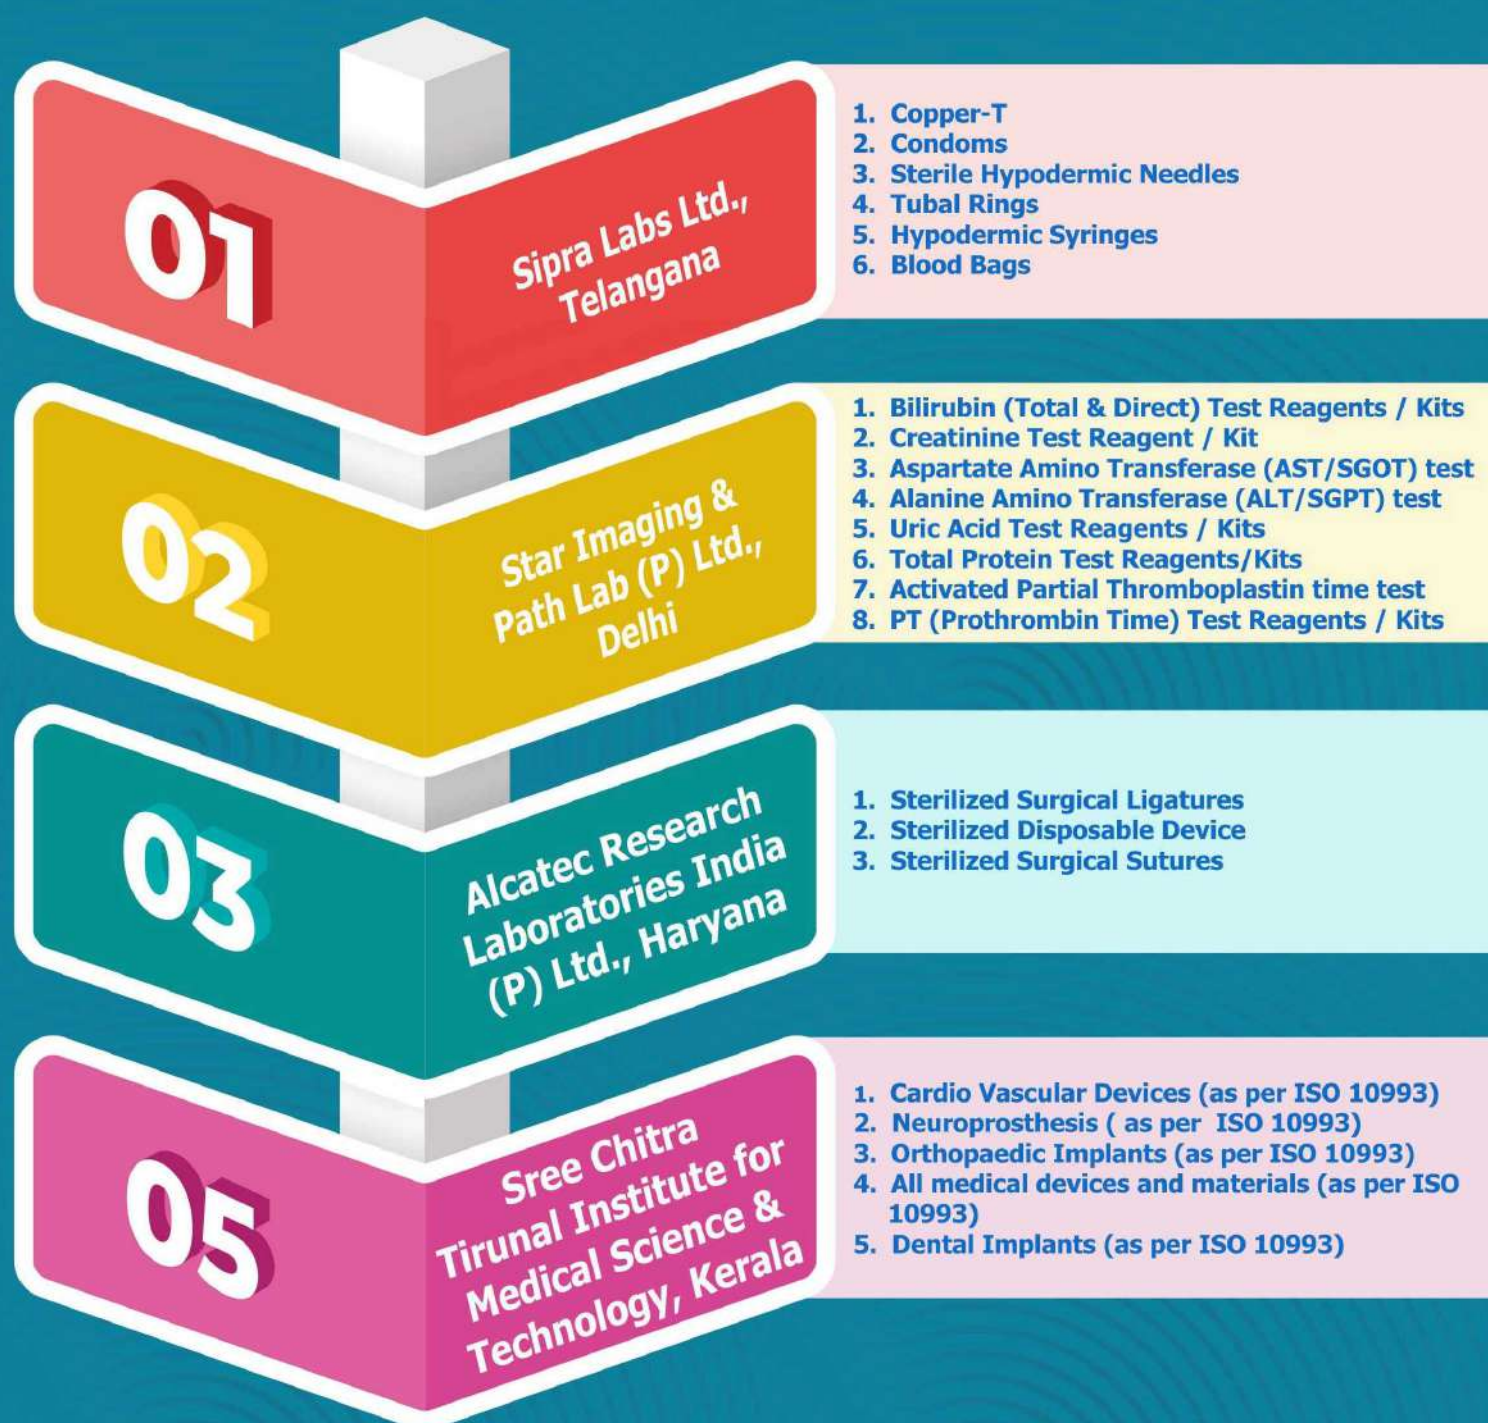 01
Sipra Labs Ltd.,
Telangana
1. Copper-T
2. Condoms
3. Sterile Hypodermic Needles
4. Tubal Rings
5. Hypodermic Syringes
6. Blood Bags
02
Star Imaging &
Path Lab (P) Ltd.,
Delhi
1. Bilirubin (Total & Direct) Test Reagents / Kits
2. Creatinine Test Reagent / Kit
3. Aspartate Amino Transferase (AST/SGOT) test
4. Alanine Amino Transferase (ALT/SGPT) test
5. Uric Acid Test Reagents / Kits
6. Total Protein Test Reagents/Kits
7. Activated Partial Thromboplastin time test
8. PT (Prothrombin Time) Test Reagents / Kits
03
Alcatec Research
Laboratories India
(P) Ltd., Haryana
1. Sterilized Surgical Ligatures
2. Sterilized Disposable Device
3. Sterilized Surgical Sutures
05
Sree Chitra
Tirunal Institute for
Medical Science &
Technology, Kerala
1. Cardio Vascular Devices (as per ISO 10993)
2. Neuroprosthesis ( as per ISO 10993)
3. Orthopaedic Implants (as per ISO 10993)
4. All medical devices and materials (as per ISO
10993)
5. Dental Implants (as per ISO 10993)